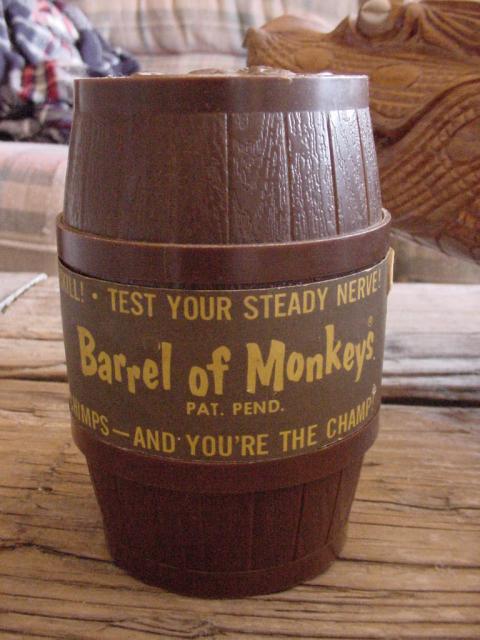 TEST YOUR STEADY NERVE!
Barrel of Monkeys®
PAT. PEND.
—AND YOU'RE THE CHAMP